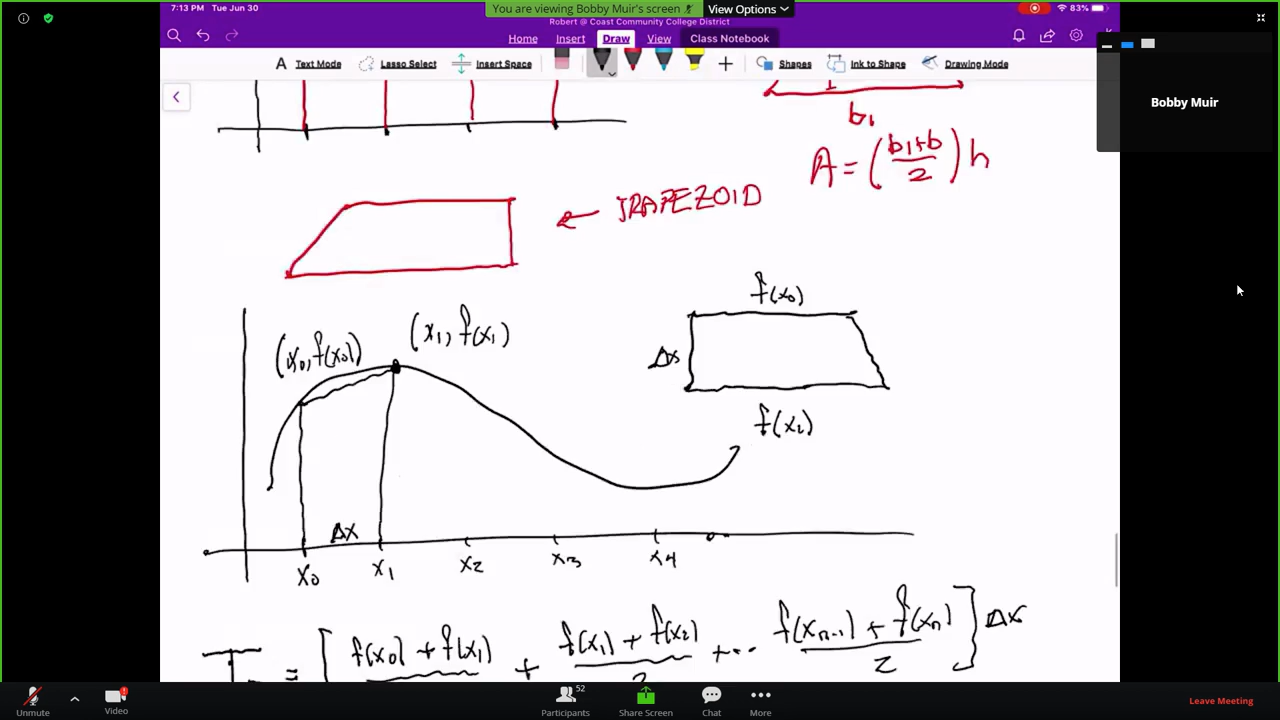 7:13 PM Tue Jun 30
You are viewing Bobby Muir's screen
View Options
83%
Robert @ Coast Community College District
Home Insert Draw View Class Notebook
Text Mode Lasso Select Insert Space Shapes Ink to Shape Drawing Mode
Bobby Muir
b₁
A = (b₁+b/2) h
← TRAPEZOID
f(x₀)
(x₀, f(x₀)) (x₁, f(x₁))
Δx
f(x₂)
Δx
x₀ x₁ x₂ x₃ x₄
= [f(x₀) + f(x₁) + f(x₁) + f(x₂)/2 + ... f(xₙ₋₁) + f(xₙ)/2] Δx
Unmute Video 52 Participants Share Screen Chat More Leave Meeting